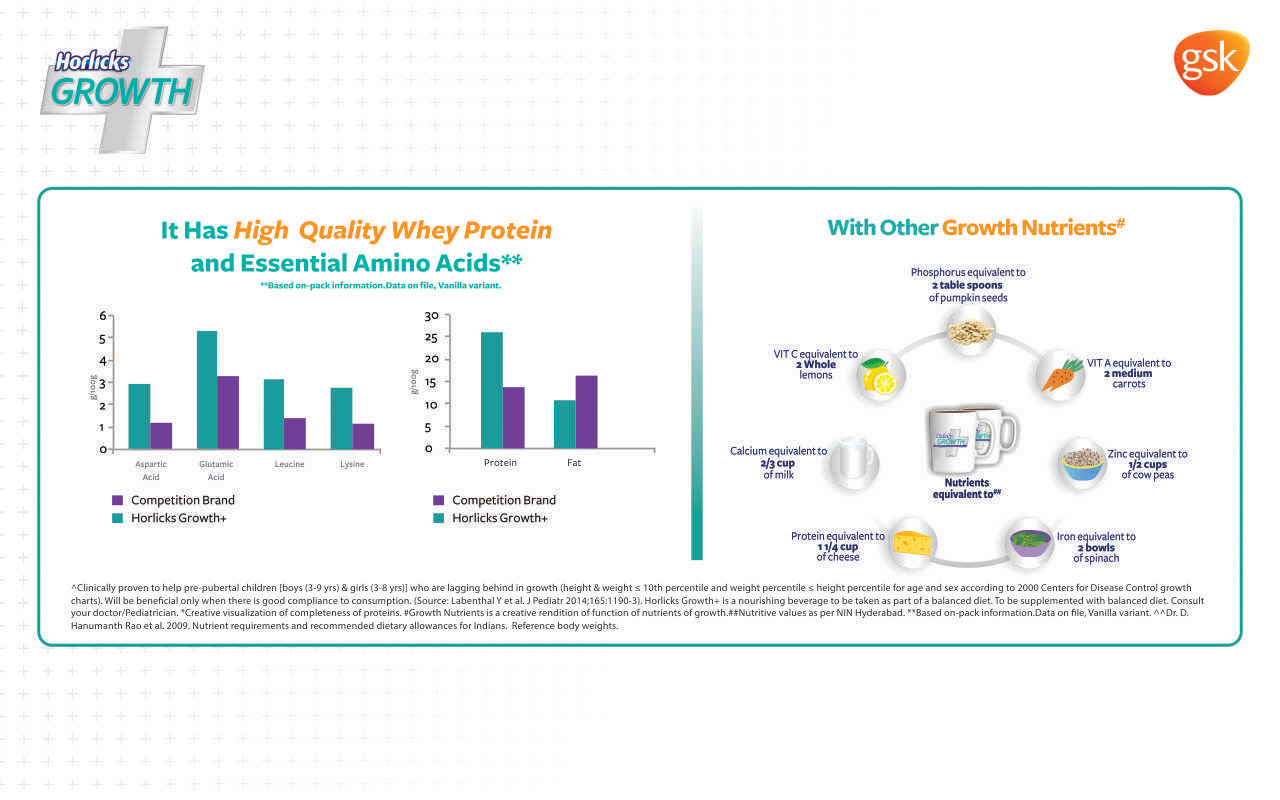 Horlicks
GROWTH
gsk
It Has High Quality Whey Protein
and Essential Amino Acids**
**Based on-pack information.Data on file, Vanilla variant.
6
5
4
3
2
1
0
g/100g
Aspartic
Acid
Glutamic
Acid
Leucine
Lysine
Competition Brand
Horlicks Growth+
30
25
20
15
10
5
0
g/100g
Protein
Fat
Competition Brand
Horlicks Growth+
With Other Growth Nutrients#
Phosphorus equivalent to
2 table spoons
of pumpkin seeds
VIT C equivalent to
2 Whole
lemons
VIT A equivalent to
2 medium
carrots
Calcium equivalent to
2/3 cup
of milk
Horlicks
GROWTH
Nutrients
equivalent to##
Zinc equivalent to
1/2 cups
of cow peas
Protein equivalent to
1 1/4 cup
of cheese
Iron equivalent to
2 bowls
of spinach
^Clinically proven to help pre-pubertal children [boys (3-9 yrs) & girls (3-8 yrs)] who are lagging behind in growth (height & weight ≤ 10th percentile and weight percentile ≤ height percentile for age and sex according to 2000 Centers for Disease Control growth
charts). Will be beneficial only when there is good compliance to consumption. (Source: Labenthal Y et al. J Pediatr 2014;165:1190-3). Horlicks Growth+ is a nourishing beverage to be taken as part of a balanced diet. To be supplemented with balanced diet. Consult
your doctor/Pediatrician. *Creative visualization of completeness of proteins. #Growth Nutrients is a creative rendition of function of nutrients of growth.##Nutritive values as per NIN Hyderabad. **Based on-pack information.Data on file, Vanilla variant. ^^Dr. D.
Hanumanth Rao et al. 2009. Nutrient requirements and recommended dietary allowances for Indians. Reference body weights.